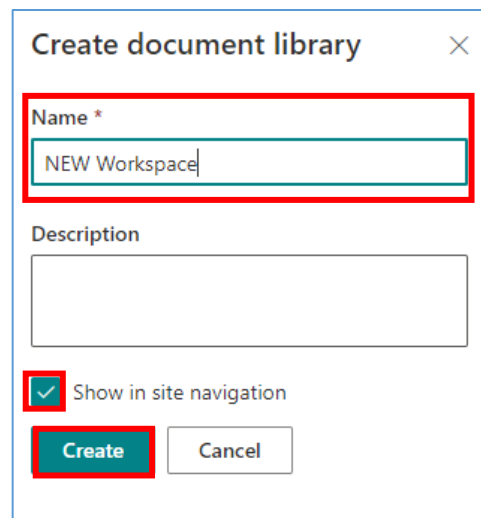 Create document library
Name *
NEW Workspace
Description
Show in site navigation
Create Cancel